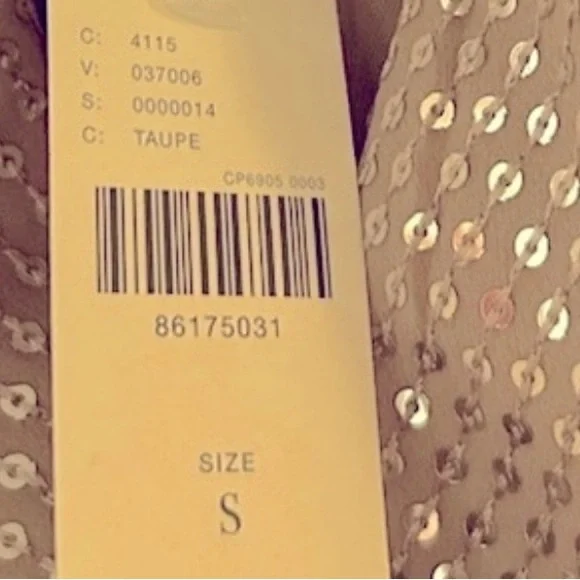 C: 4115
V: 037006
S: 0000014
C: TAUPE
CP6905 0003
86175031
SIZE
S